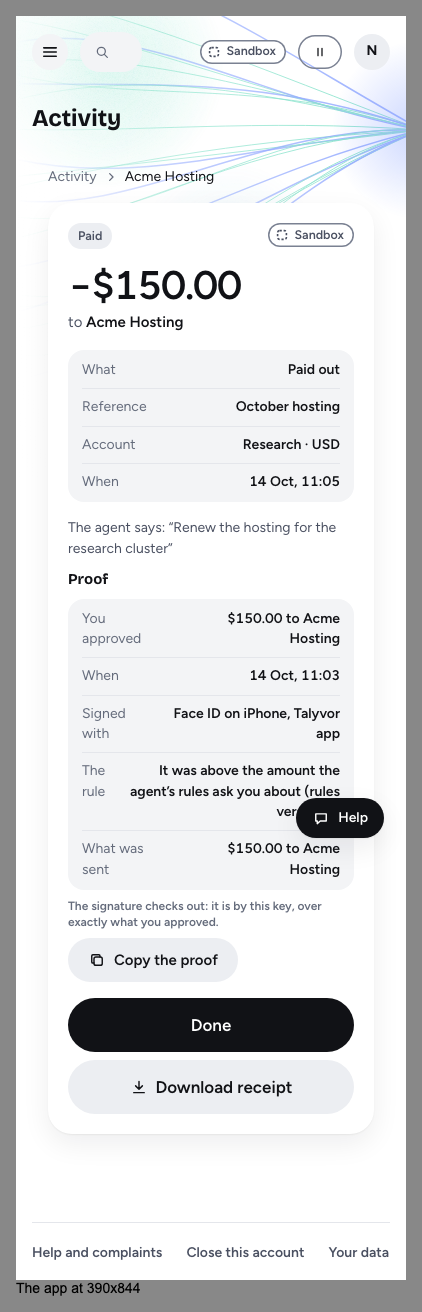 Sandbox
N
Activity
Activity > Acme Hosting
Paid
Sandbox
−$150.00
to Acme Hosting
What Paid out
Reference October hosting
Account Research · USD
When 14 Oct, 11:05
The agent says: “Renew the hosting for the
research cluster”
Proof
You approved $150.00 to Acme Hosting
When 14 Oct, 11:03
Signed with Face ID on iPhone, Talyvor app
The rule It was above the amount the
agent’s rules ask you about (rules
Help
What was sent $150.00 to Acme Hosting
The signature checks out: it is by this key, over
exactly what you approved.
Copy the proof
Done
Download receipt
Help and complaints Close this account Your data
The app at 390x844